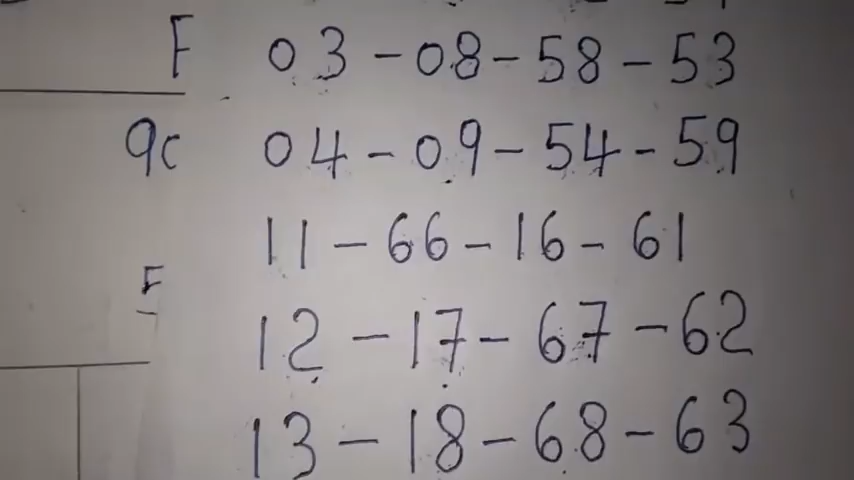 F 03 - 08 - 58 - 53
9c 04 - 09 - 54 - 59
11 - 66 - 16 - 61
F
12 - 17 - 67 - 62
13 - 18 - 68 - 63